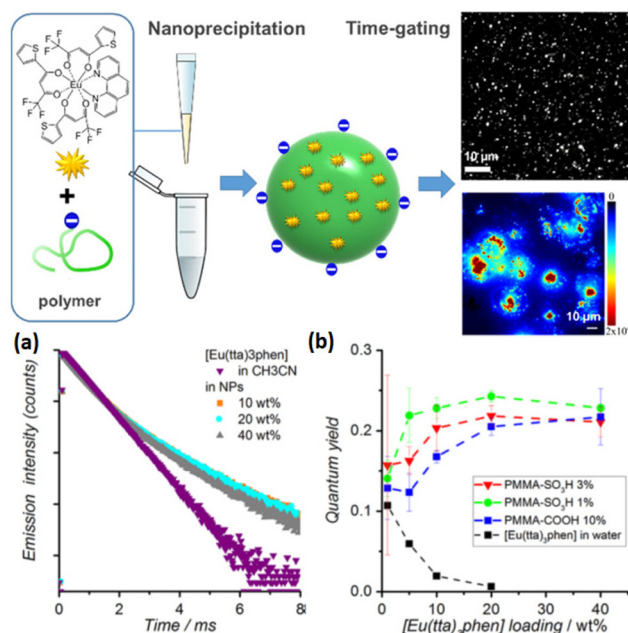 Nanoprecipitation
Time-gating
S
S
CF3
O
O
O
N
Eu
O
N
O
O
F
F
F
S
CF3
+
polymer
10 μm
0
10 μm
2x10
(a)
[Eu(tta)3phen]
in CH3CN
in NPs
10 wt%
20 wt%
40 wt%
Emission intensity (counts)
0
2
4
6
8
Time / ms
(b)
0.3
0.2
0.1
0.0
Quantum yield
PMMA-SO3H 3%
PMMA-SO3H 1%
PMMA-COOH 10%
[Eu(tta)3phen] in water
0
10
20
30
40
[Eu(tta)3phen] loading / wt%